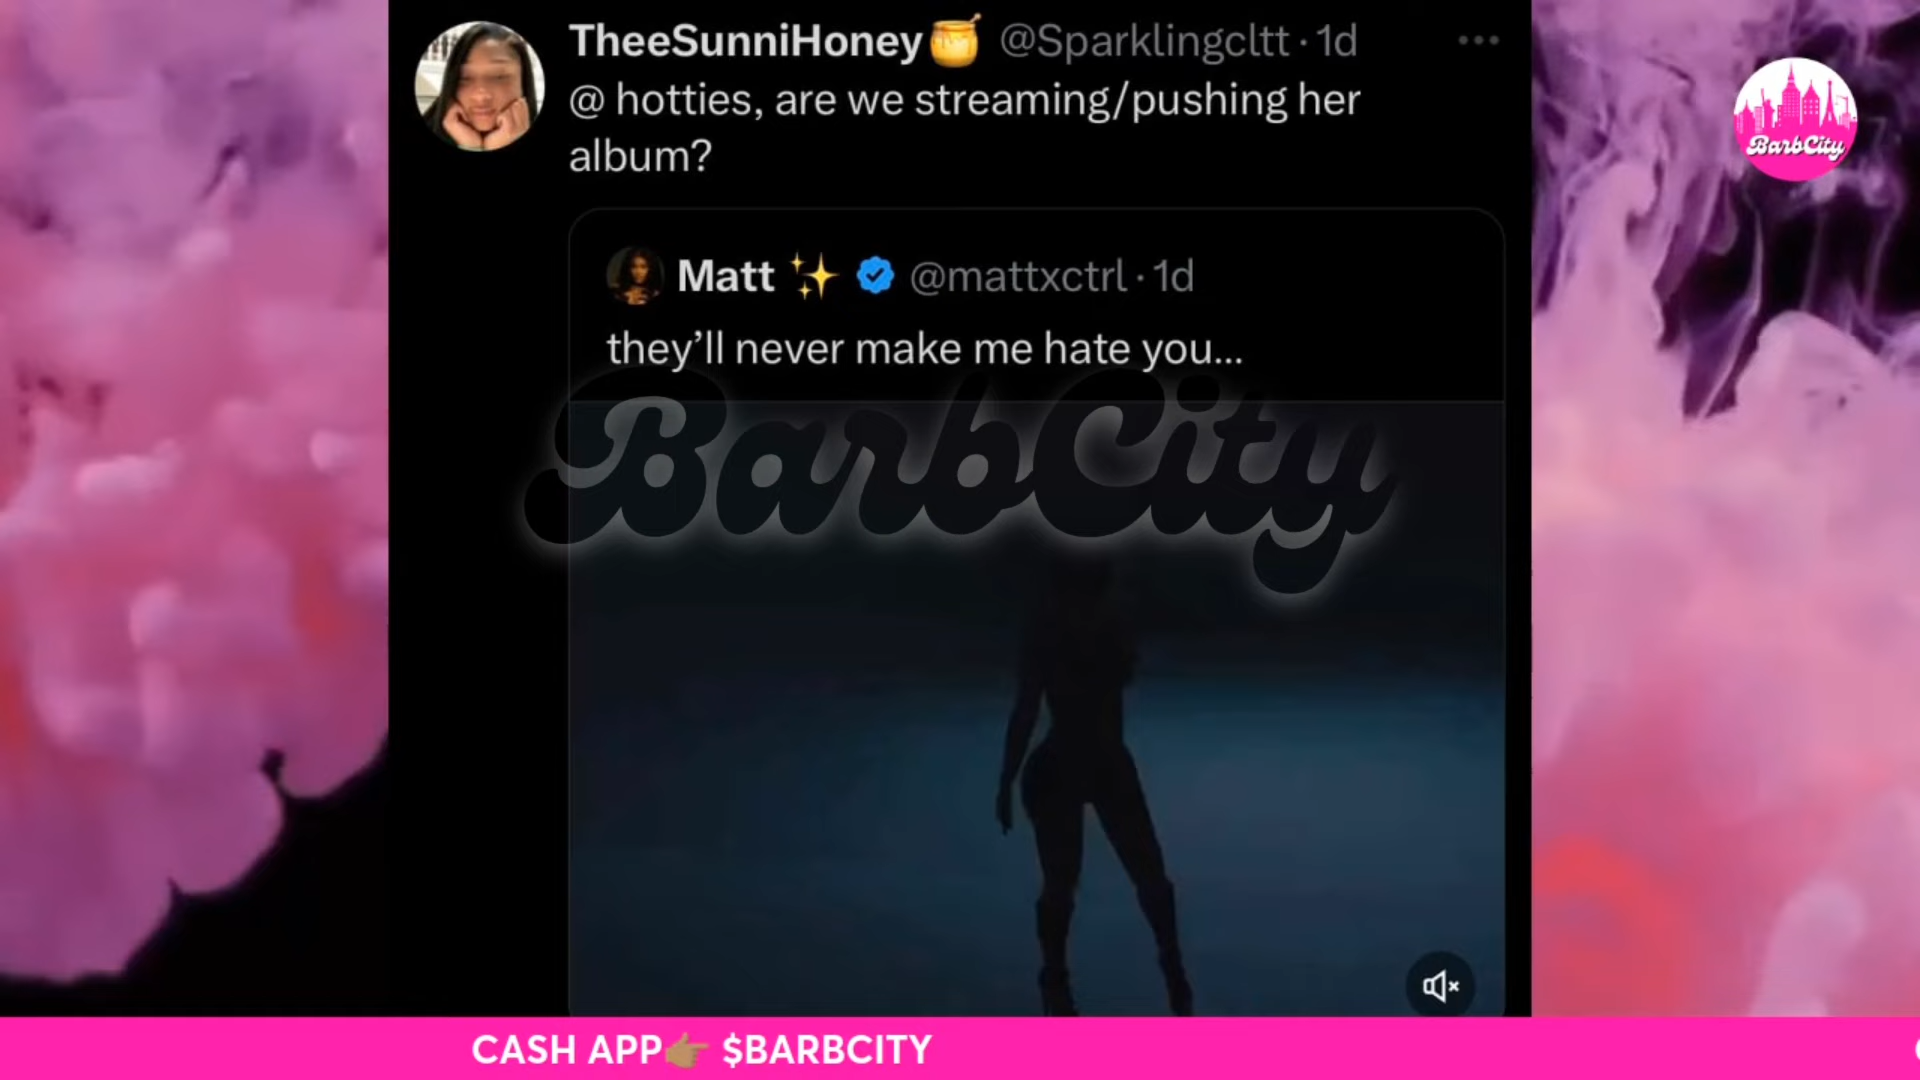 TheeSunniHoney🍯 @Sparklingcltt · 1d
@ hotties, are we streaming/pushing her
album?
BarbCity
Matt ✨ @mattxctrl · 1d
they’ll never make me hate you...
BarbCity
CASH APP👉🏽 $BARBCITY